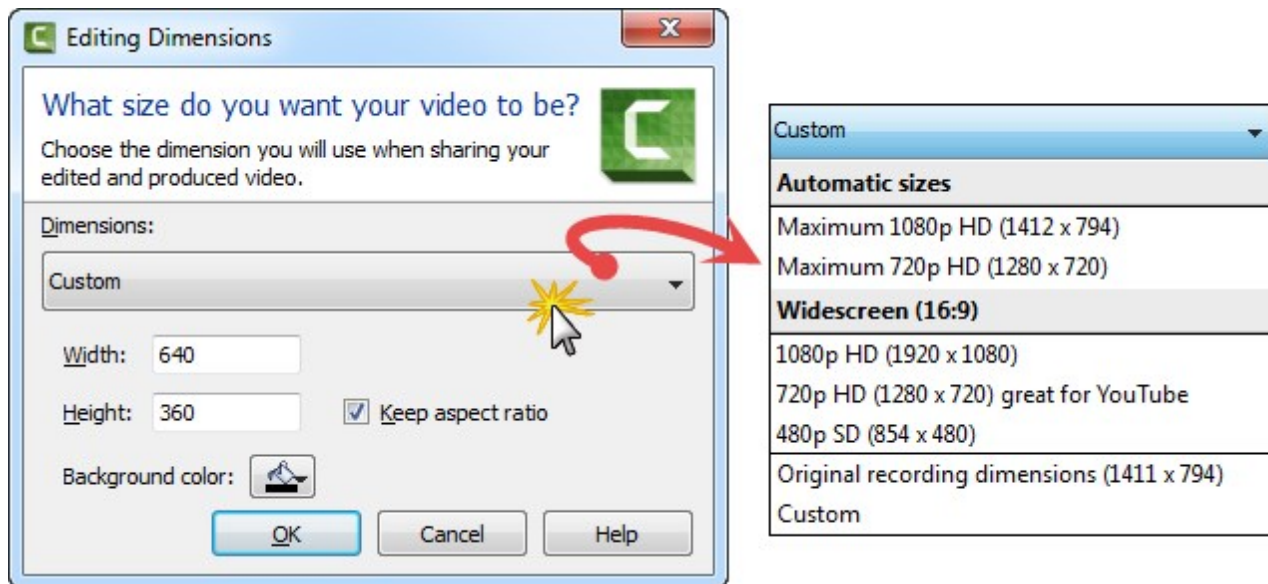 Editing Dimensions
What size do you want your video to be?
Choose the dimension you will use when sharing your
edited and produced video.
Dimensions:
Custom
Width: 640
Height: 360 Keep aspect ratio
Background color:
OK Cancel Help
Custom
Automatic sizes
Maximum 1080p HD (1412 x 794)
Maximum 720p HD (1280 x 720)
Widescreen (16:9)
1080p HD (1920 x 1080)
720p HD (1280 x 720) great for YouTube
480p SD (854 x 480)
Original recording dimensions (1411 x 794)
Custom